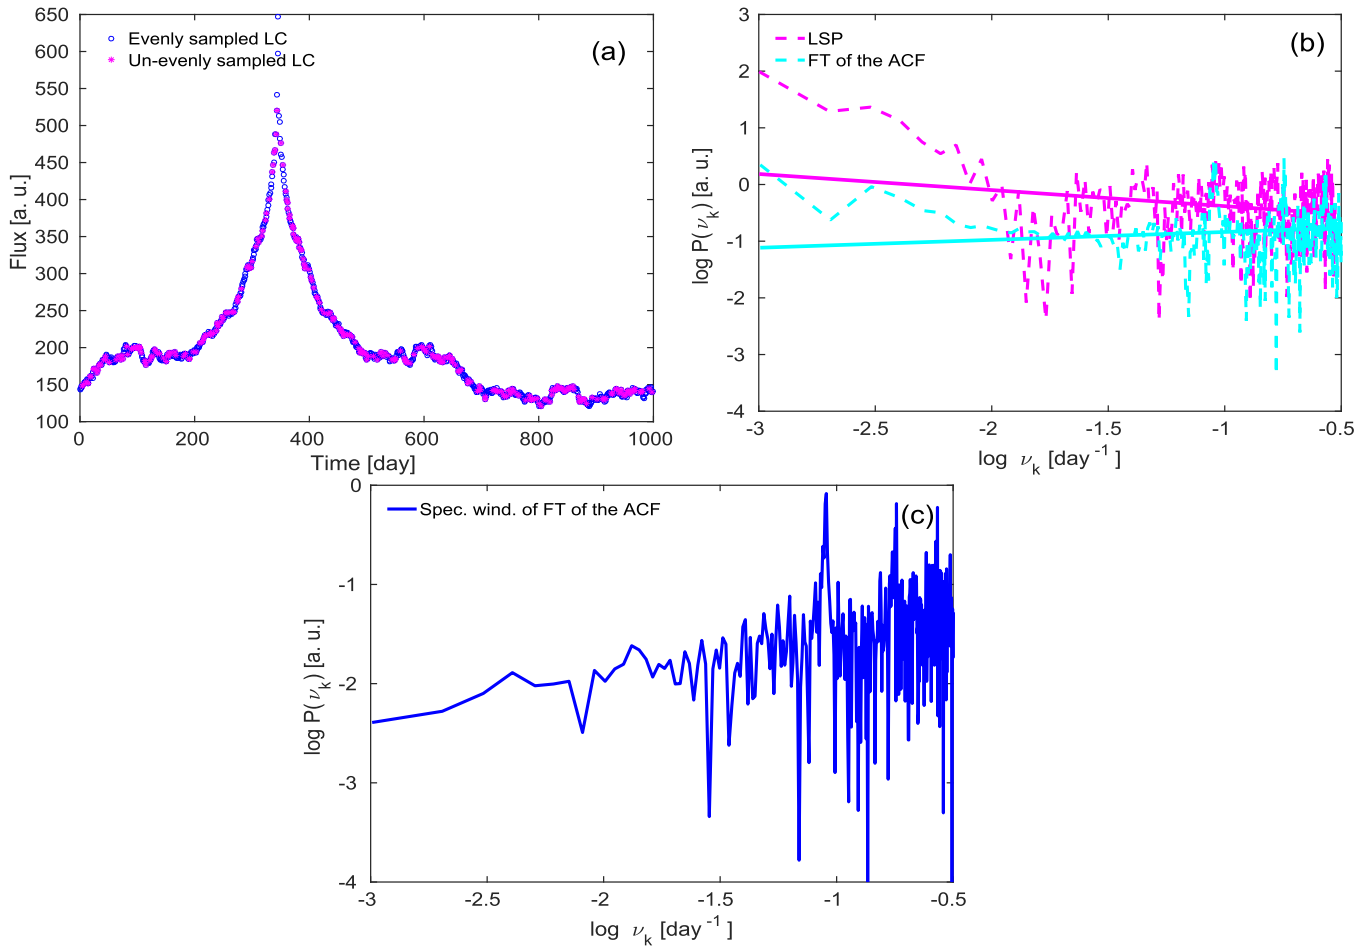 650
600
550
500
450
400
350
300
250
200
150
100
Flux [a. u.]
Evenly sampled LC
Un-evenly sampled LC
(a)
0 200 400 600 800 1000
Time [day]
3
2
1
0
-1
-2
-3
-4
log P(ν_k) [a. u.]
LSP
FT of the ACF
(b)
-3 -2.5 -2 -1.5 -1 -0.5
log ν_k [day⁻¹]
0
-1
-2
-3
-4
log P(ν_k) [a. u.]
Spec. wind. of FT of the ACF
(c)
-3 -2.5 -2 -1.5 -1 -0.5
log ν_k [day⁻¹]